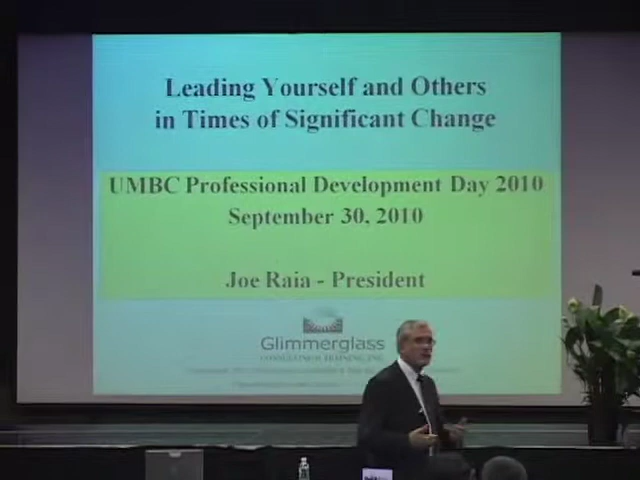 Leading Yourself and Others
in Times of Significant Change
UMBC Professional Development Day 2010
September 30, 2010
Joe Raia - President
Glimmerglass